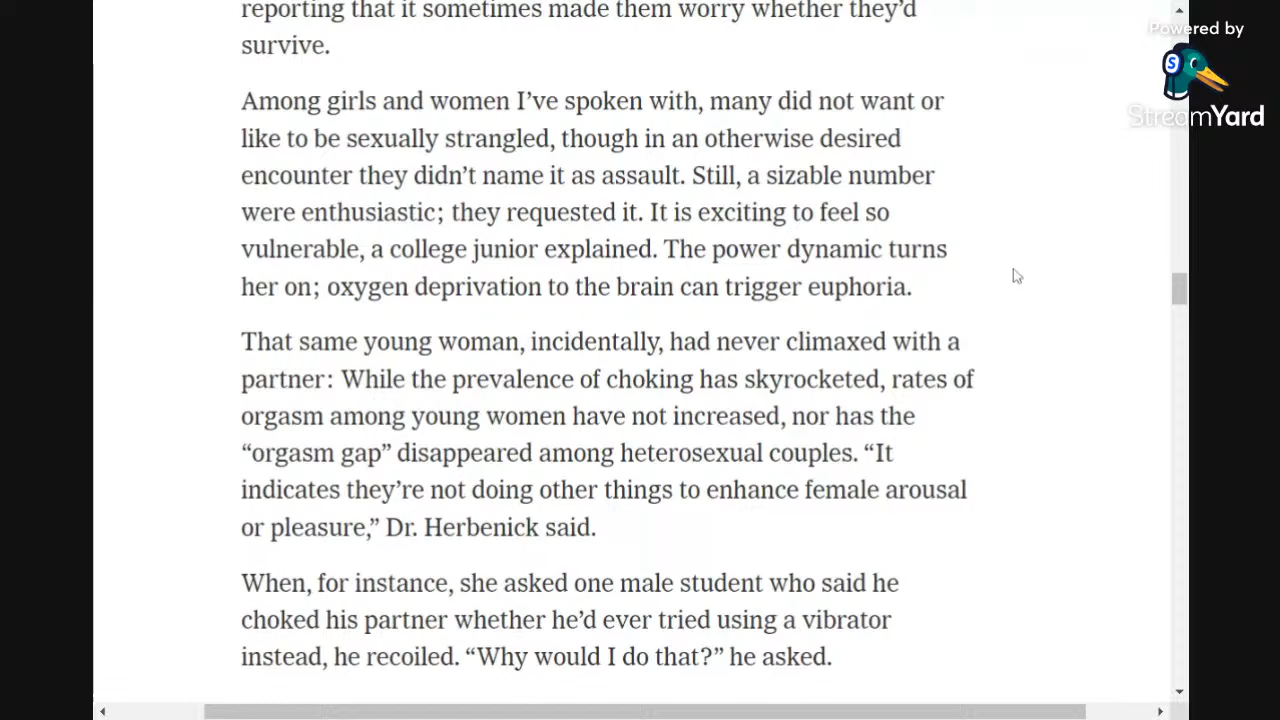 reporting that it sometimes made them worry whether they’d
survive.
Among girls and women I’ve spoken with, many did not want or
like to be sexually strangled, though in an otherwise desired
encounter they didn’t name it as assault. Still, a sizable number
were enthusiastic; they requested it. It is exciting to feel so
vulnerable, a college junior explained. The power dynamic turns
her on; oxygen deprivation to the brain can trigger euphoria.
That same young woman, incidentally, had never climaxed with a
partner: While the prevalence of choking has skyrocketed, rates of
orgasm among young women have not increased, nor has the
“orgasm gap” disappeared among heterosexual couples. “It
indicates they’re not doing other things to enhance female arousal
or pleasure,” Dr. Herbenick said.
When, for instance, she asked one male student who said he
choked his partner whether he’d ever tried using a vibrator
instead, he recoiled. “Why would I do that?” he asked.
Powered by
S
StreamYard